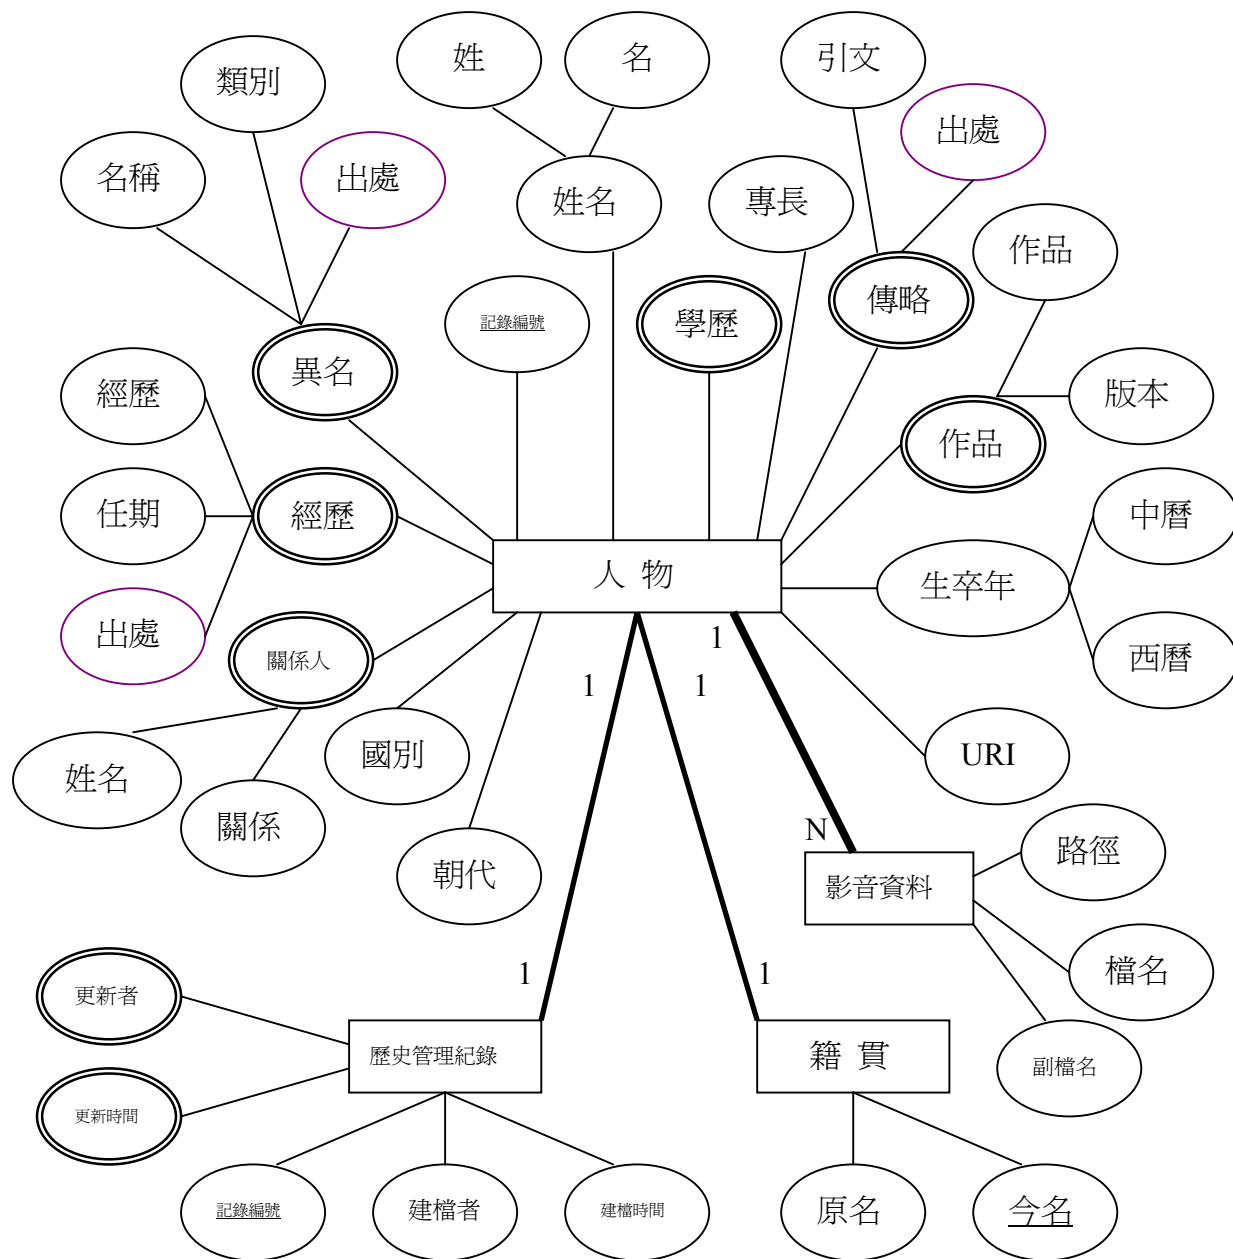 姓
名
引文
類別
出處
名稱
出處
姓名
專長
作品
傳略
記錄編號
學歷
異名
經歷
版本
作品
任期
經歷
中曆
人 物
生卒年
出處
關係人
西曆
1
1
1
國別
URI
姓名
關係
N
路徑
朝代
影音資料
1
1
檔名
更新者
歷史管理紀錄
籍 貫
副檔名
更新時間
記錄編號
建檔者
建檔時間
原名
今名